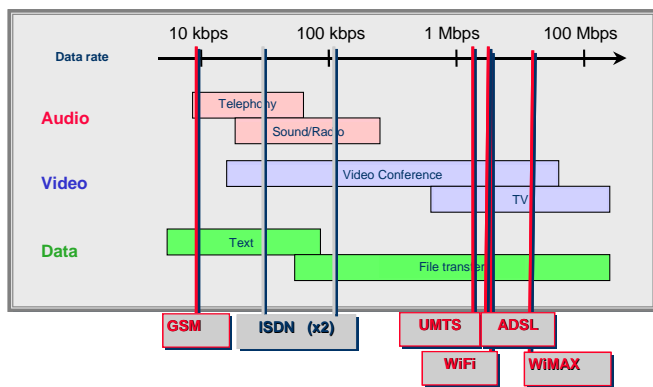 10 kbps 100 kbps 1 Mbps 100 Mbps
Data rate
Telephony
Audio
Sound/Radio
Video Conference
Video
TV
Text
Data
File transfer
GSM ISDN (x2) UMTS ADSL
WiFi WiMAX